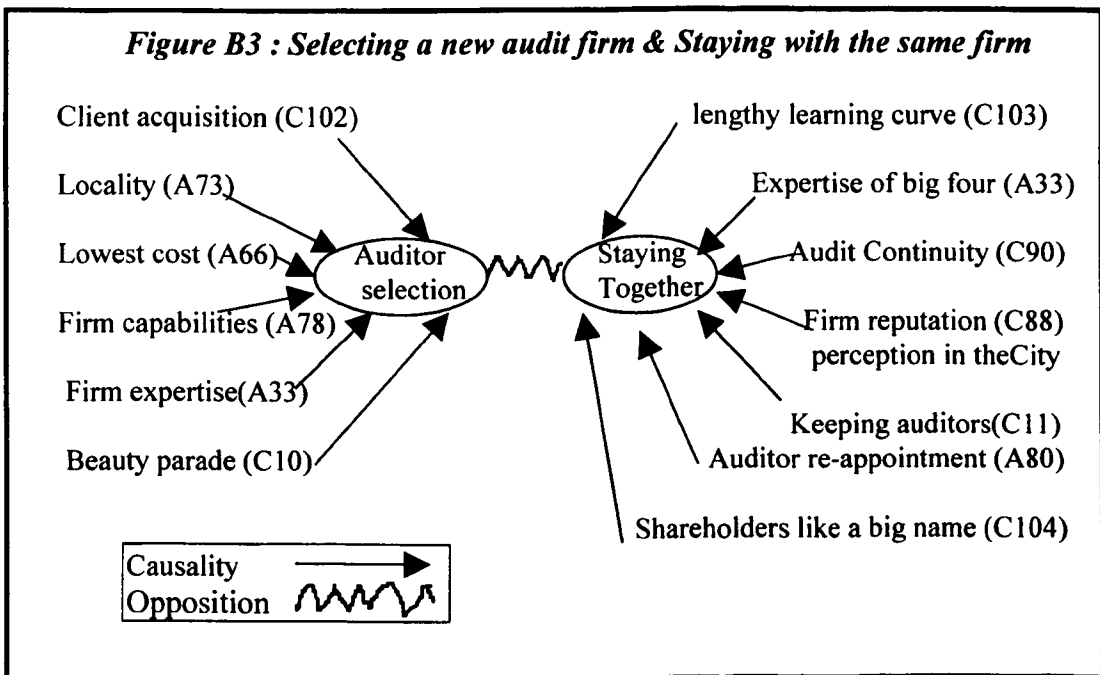 Figure B3 : Selecting a new audit firm & Staying with the same firm
Client acquisition (C102)
Locality (A73)
Lowest cost (A66)
Firm capabilities (A78)
Firm expertise(A33)
Beauty parade (C10)
Auditor
selection
Staying
Together
lengthy learning curve (C103)
Expertise of big four (A33)
Audit Continuity (C90)
Firm reputation (C88)
perception in theCity
Keeping auditors(C11)
Auditor re-appointment (A80)
Shareholders like a big name (C104)
Causality
Opposition